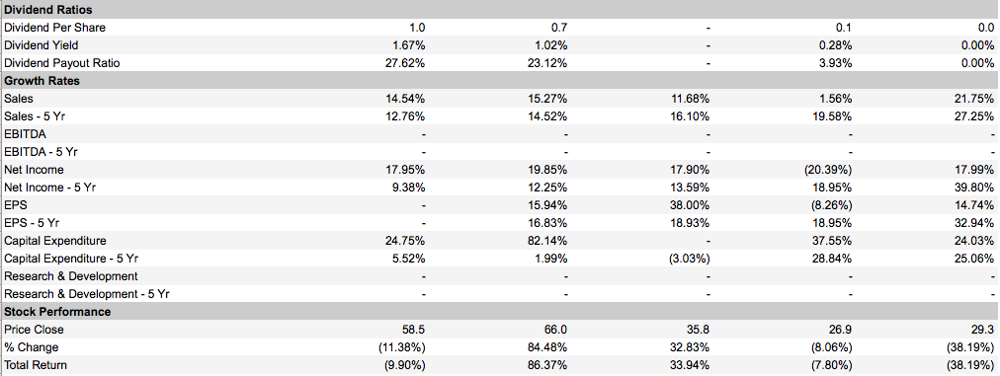 Dividend Ratios
Dividend Per Share 1.0 0.7 - 0.1 0.0
Dividend Yield 1.67% 1.02% - 0.28% 0.00%
Dividend Payout Ratio 27.62% 23.12% - 3.93% 0.00%
Growth Rates
Sales 14.54% 15.27% 11.68% 1.56% 21.75%
Sales - 5 Yr 12.76% 14.52% 16.10% 19.58% 27.25%
EBITDA - - - - -
EBITDA - 5 Yr - - - - -
Net Income 17.95% 19.85% 17.90% (20.39%) 17.99%
Net Income - 5 Yr 9.38% 12.25% 13.59% 18.95% 39.80%
EPS - 15.94% 38.00% (8.26%) 14.74%
EPS - 5 Yr - 16.83% 18.93% 18.95% 32.94%
Capital Expenditure 24.75% 82.14% - 37.55% 24.03%
Capital Expenditure - 5 Yr 5.52% 1.99% (3.03%) 28.84% 25.06%
Research & Development - - - - -
Research & Development - 5 Yr - - - - -
Stock Performance
Price Close 58.5 66.0 35.8 26.9 29.3
% Change (11.38%) 84.48% 32.83% (8.06%) (38.19%)
Total Return (9.90%) 86.37% 33.94% (7.80%) (38.19%)